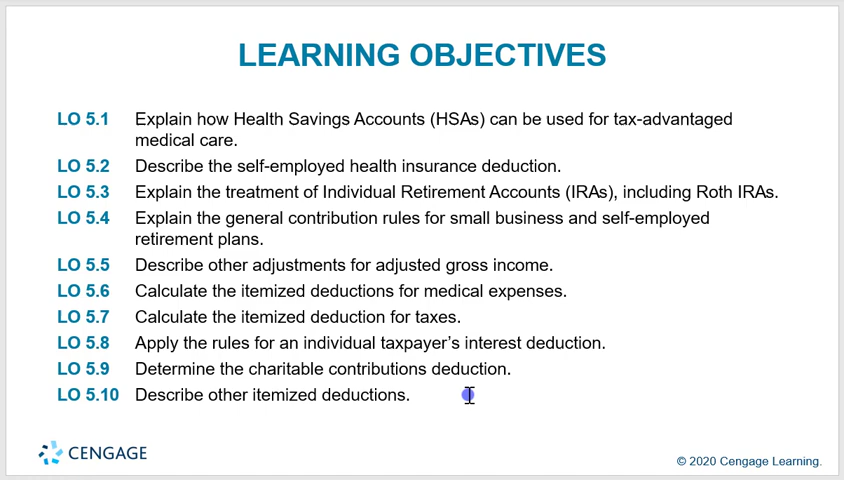 LEARNING OBJECTIVES
LO 5.1 Explain how Health Savings Accounts (HSAs) can be used for tax-advantaged
medical care.
LO 5.2 Describe the self-employed health insurance deduction.
LO 5.3 Explain the treatment of Individual Retirement Accounts (IRAs), including Roth IRAs.
LO 5.4 Explain the general contribution rules for small business and self-employed
retirement plans.
LO 5.5 Describe other adjustments for adjusted gross income.
LO 5.6 Calculate the itemized deductions for medical expenses.
LO 5.7 Calculate the itemized deduction for taxes.
LO 5.8 Apply the rules for an individual taxpayer’s interest deduction.
LO 5.9 Determine the charitable contributions deduction.
LO 5.10 Describe other itemized deductions.
CENGAGE
© 2020 Cengage Learning.